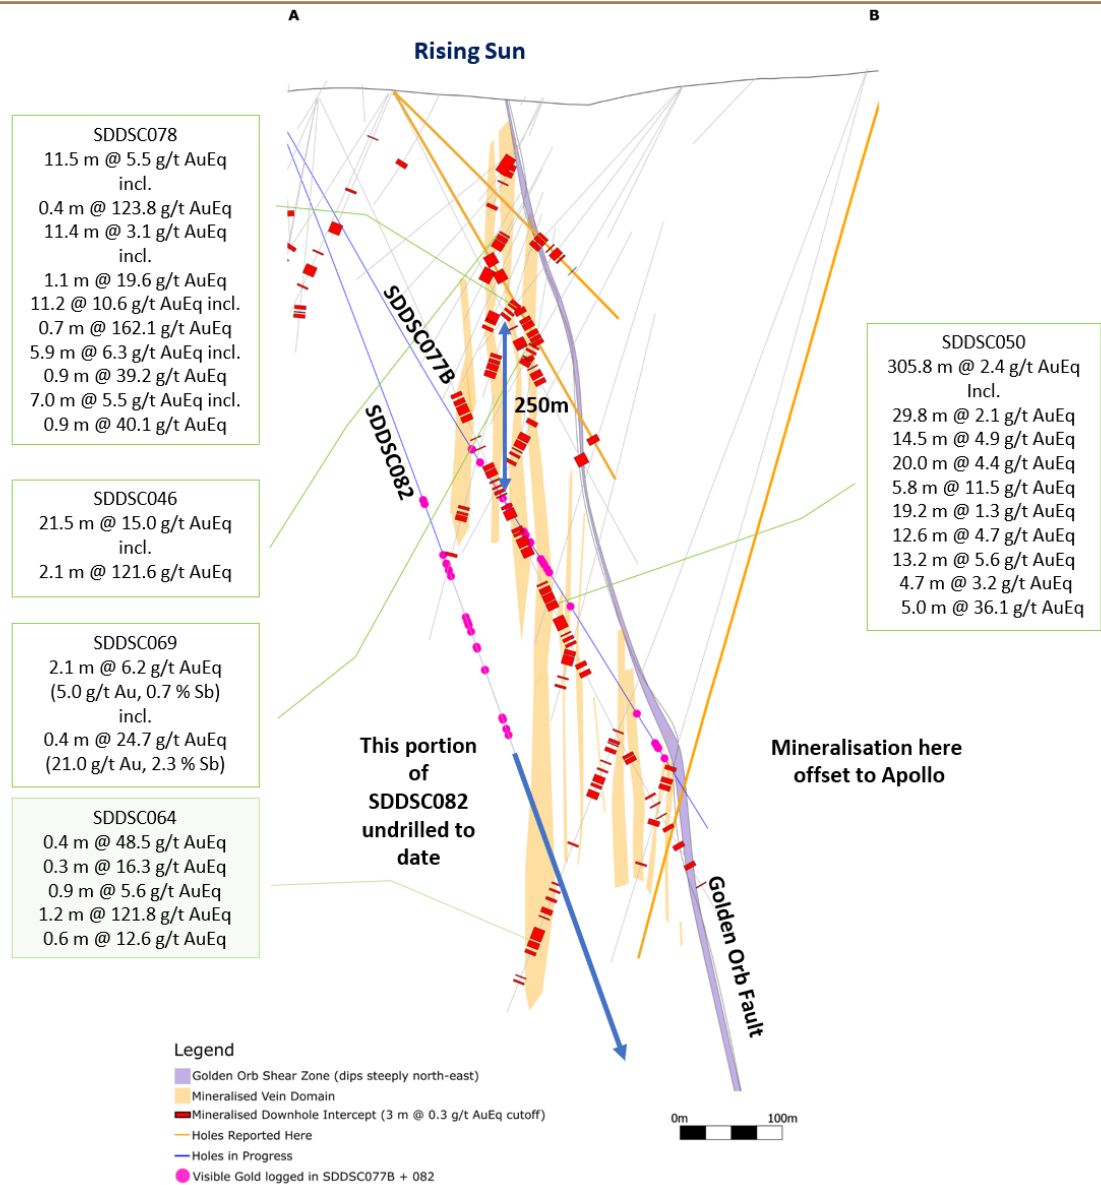 A
B
Rising Sun
SDDSC078
11.5 m @ 5.5 g/t AuEq
incl.
0.4 m @ 123.8 g/t AuEq
11.4 m @ 3.1 g/t AuEq
incl.
1.1 m @ 19.6 g/t AuEq
11.2 @ 10.6 g/t AuEq incl.
0.7 m @ 162.1 g/t AuEq
5.9 m @ 6.3 g/t AuEq incl.
0.9 m @ 39.2 g/t AuEq
7.0 m @ 5.5 g/t AuEq incl.
0.9 m @ 40.1 g/t AuEq
SDDSC046
21.5 m @ 15.0 g/t AuEq
incl.
2.1 m @ 121.6 g/t AuEq
SDDSC069
2.1 m @ 6.2 g/t AuEq
(5.0 g/t Au, 0.7 % Sb)
incl.
0.4 m @ 24.7 g/t AuEq
(21.0 g/t Au, 2.3 % Sb)
SDDSC064
0.4 m @ 48.5 g/t AuEq
0.3 m @ 16.3 g/t AuEq
0.9 m @ 5.6 g/t AuEq
1.2 m @ 121.8 g/t AuEq
0.6 m @ 12.6 g/t AuEq
SDDSC077B
SDDSC082
250m
SDDSC050
305.8 m @ 2.4 g/t AuEq
Incl.
29.8 m @ 2.1 g/t AuEq
14.5 m @ 4.9 g/t AuEq
20.0 m @ 4.4 g/t AuEq
5.8 m @ 11.5 g/t AuEq
19.2 m @ 1.3 g/t AuEq
12.6 m @ 4.7 g/t AuEq
13.2 m @ 5.6 g/t AuEq
4.7 m @ 3.2 g/t AuEq
5.0 m @ 36.1 g/t AuEq
This portion
of
SDDSC082
undrilled to
date
Mineralisation here
offset to Apollo
Golden Orb Fault
Legend
Golden Orb Shear Zone (dips steeply north-east)
Mineralised Vein Domain
Mineralised Downhole Intercept (3 m @ 0.3 g/t AuEq cutoff)
Holes Reported Here
Holes in Progress
Visible Gold logged in SDDSC077B + 082
0m 100m